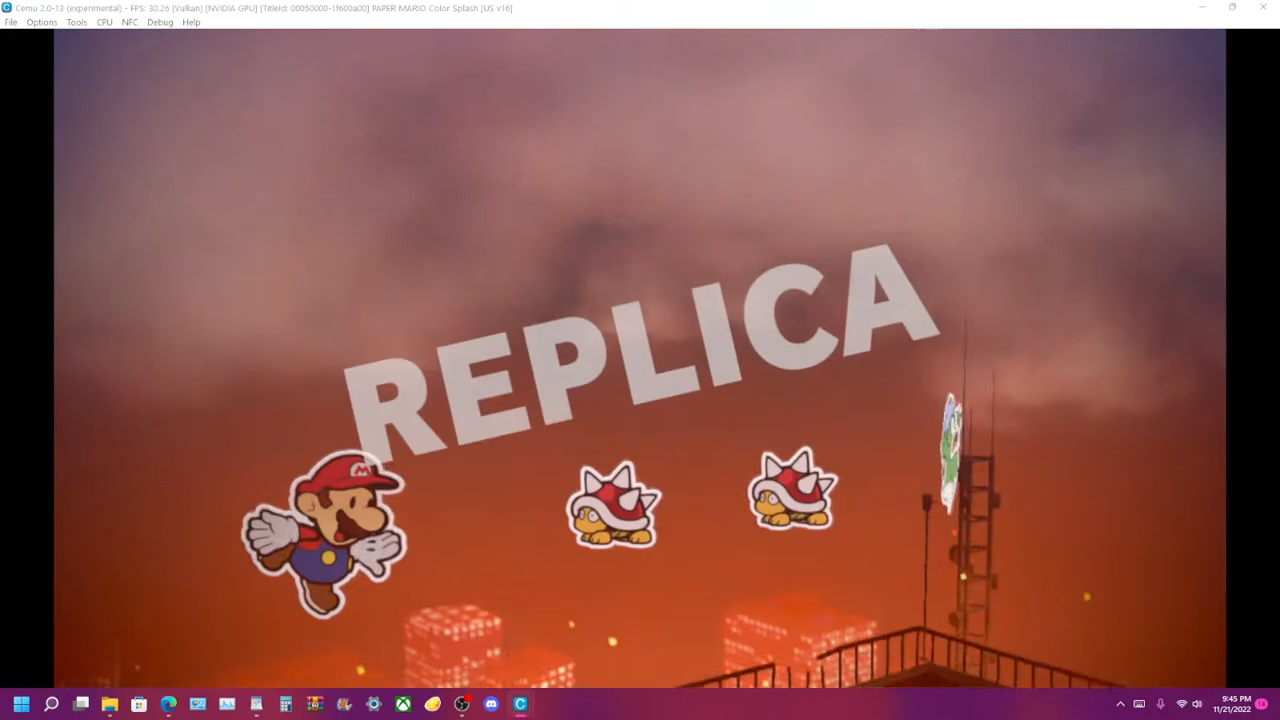 Cemu 2.0-13 (experimental) - FPS: 30.26 [Vulkan] [NVIDIA GPU] [TitleId: 00050000-1f600a00] PAPER MARIO Color Splash [US v16]
File Options Tools CPU NFC Debug Help
REPLICA
M
9:45 PM
11/21/2022